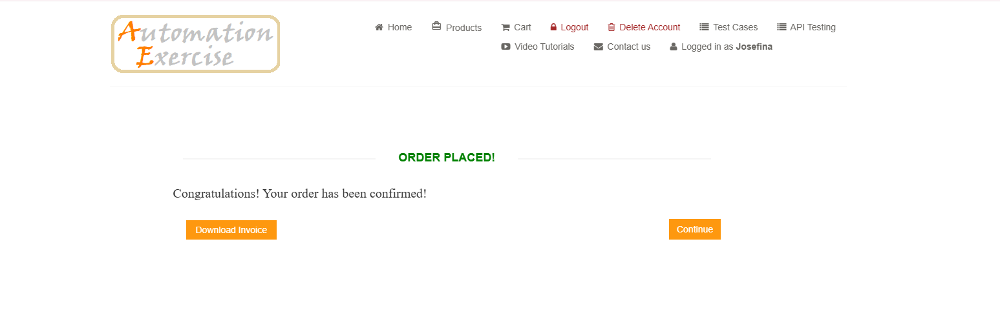 Automation
Exercise
Home Products Cart Logout Delete Account Test Cases API Testing
Video Tutorials Contact us Logged in as Josefina
ORDER PLACED!
Congratulations! Your order has been confirmed!
Download Invoice Continue